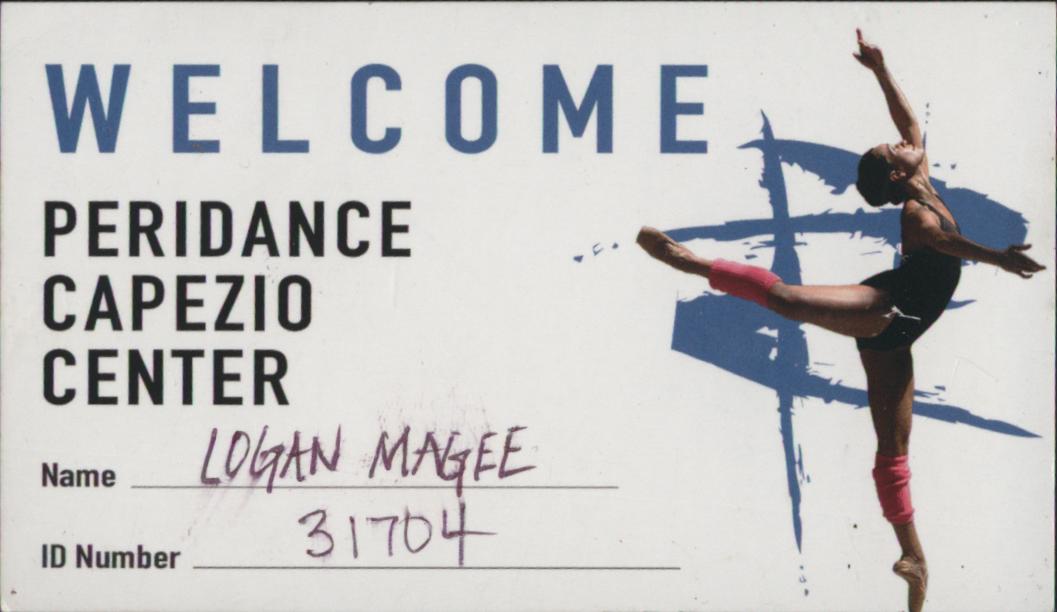 WELCOME
PERIDANCE
CAPEZIO
CENTER
Name LOGAN MAGEE
ID Number 31704